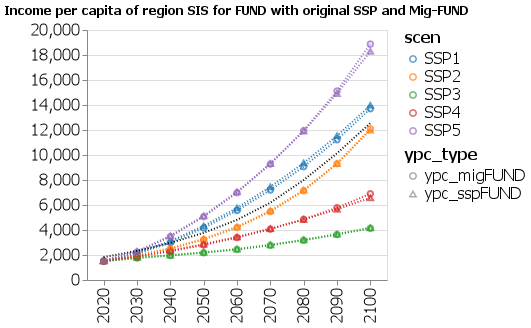 Income per capita of region SIS for FUND with original SSP and Mig-FUND
20,000
18,000
16,000
14,000
12,000
10,000
8,000
6,000
4,000
2,000
0
2020
2030
2040
2050
2060
2070
2080
2090
2100
scen
SSP1
SSP2
SSP3
SSP4
SSP5
ypc_type
ypc_migFUND
ypc_sspFUND